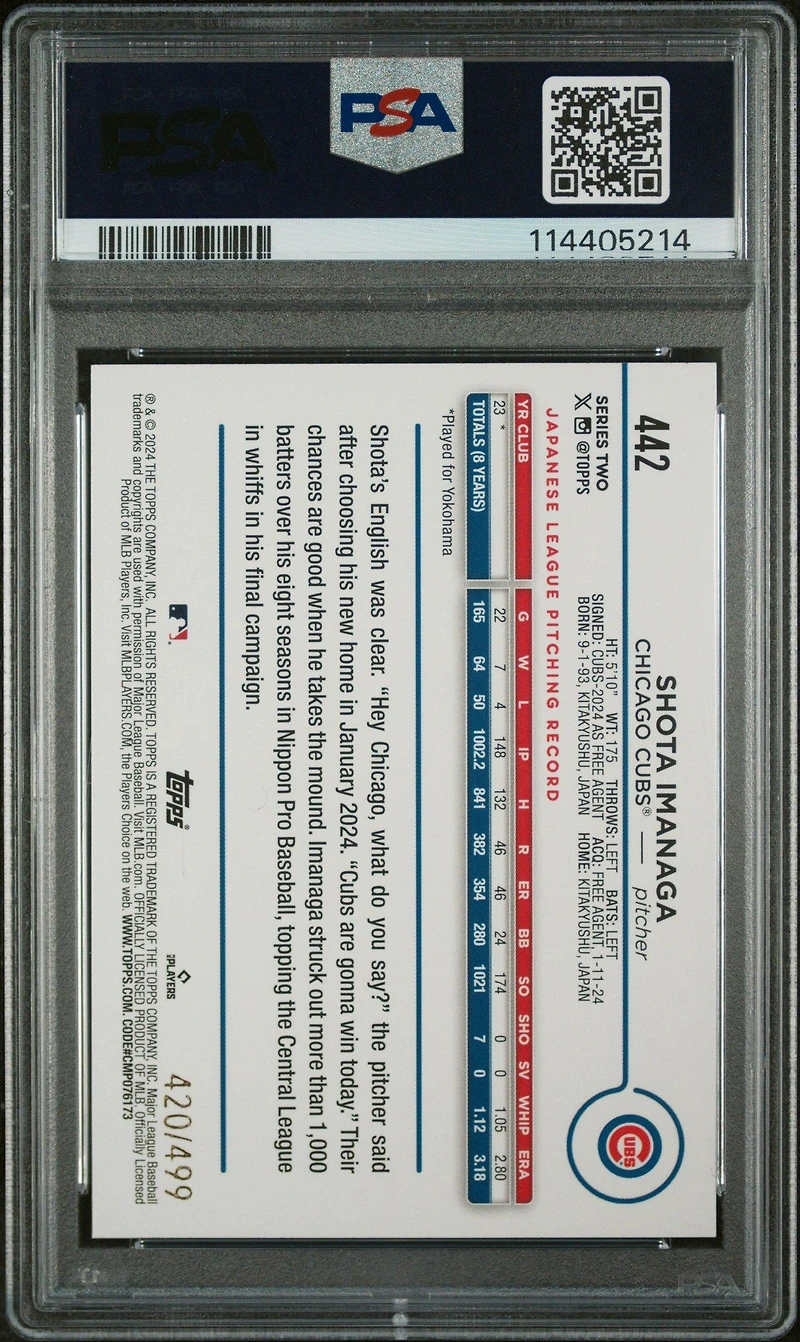 PSA
PSA
114405214
442
SHOTA IMANAGA
CHICAGO CUBS® — pitcher
SERIES TWO
@TOPPS
HT: 5'10" WT: 175 THROWS: LEFT BATS: LEFT
SIGNED: CUBS-2024 AS FREE AGENT ACQ: FREE AGENT, 1-11-24
BORN: 9-1-93, KITAKYUSHU, JAPAN HOME: KITAKYUSHU, JAPAN
CUBS
JAPANESE LEAGUE PITCHING RECORD
YR CLUB G W L IP H R ER BB SO SHO SV WHIP ERA
23 * 22 7 4 148 132 46 46 24 174 0 0 1.05 2.80
TOTALS (8 YEARS) 165 64 50 1002.2 841 382 354 280 1021 7 0 1.12 3.18
*Played for Yokohama
Shota's English was clear. “Hey Chicago, what do you say?” the pitcher said
after choosing his new home in January 2024. “Cubs are gonna win today.” Their
chances are good when he takes the mound. Imanaga struck out more than 1,000
batters over his eight seasons in Nippon Pro Baseball, topping the Central League
in whiffs in his final campaign.
topps®
PLAYERS
420/499
® & © 2024 THE TOPPS COMPANY, INC. ALL RIGHTS RESERVED. TOPPS IS A REGISTERED TRADEMARK OF THE TOPPS COMPANY, INC. Major League Baseball
trademarks and copyrights are used with permission of Major League Baseball. Visit MLB.com. OFFICIALLY LICENSED PRODUCT OF MLB. Officially Licensed
Product of MLB Players, Inc. Visit MLBPLAYERS.COM, the Players Choice on the web. WWW.TOPPS.COM. CODE#CMP076173
PSA